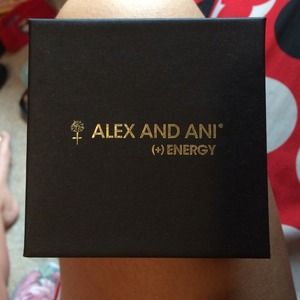 ALEX AND ANI®
(+) ENERGY